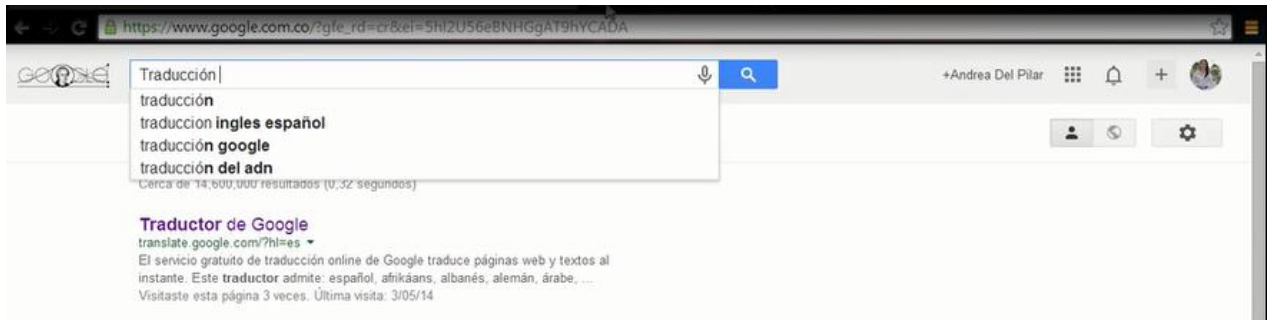 https://www.google.com.co/?gfe_rd=cr&ei=5hI2U56eBNHGgAT9hYCADA
GOOGLE
Traducción
+Andrea Del Pilar
traducción
traduccion ingles español
traducción google
traducción del adn
Cerca de 14,600,000 resultados (0,32 segundos)
Traductor de Google
translate.google.com/?hl=es
El servicio gratuito de traducción online de Google traduce páginas web y textos al
instante. Este traductor admite: español, afrikáans, albanés, alemán, árabe, ...
Visitaste esta página 3 veces. Última visita: 3/05/14